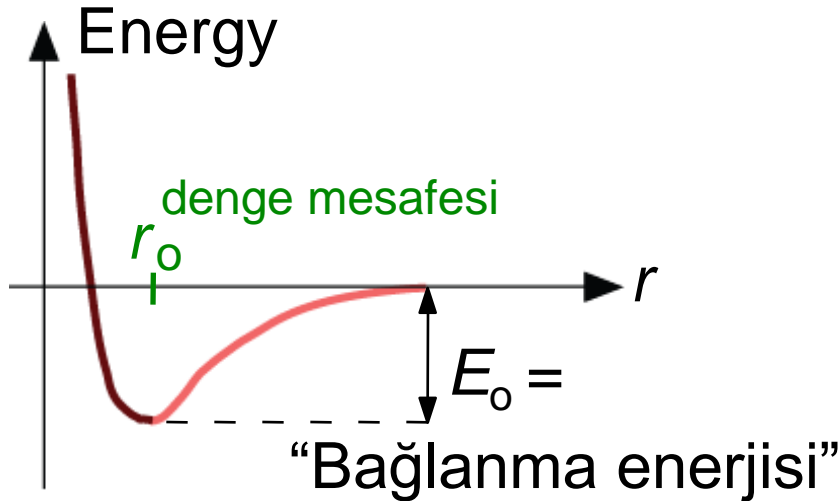 Energy
denge mesafesi
ro
r
Eo =
“Bağlanma enerjisi”